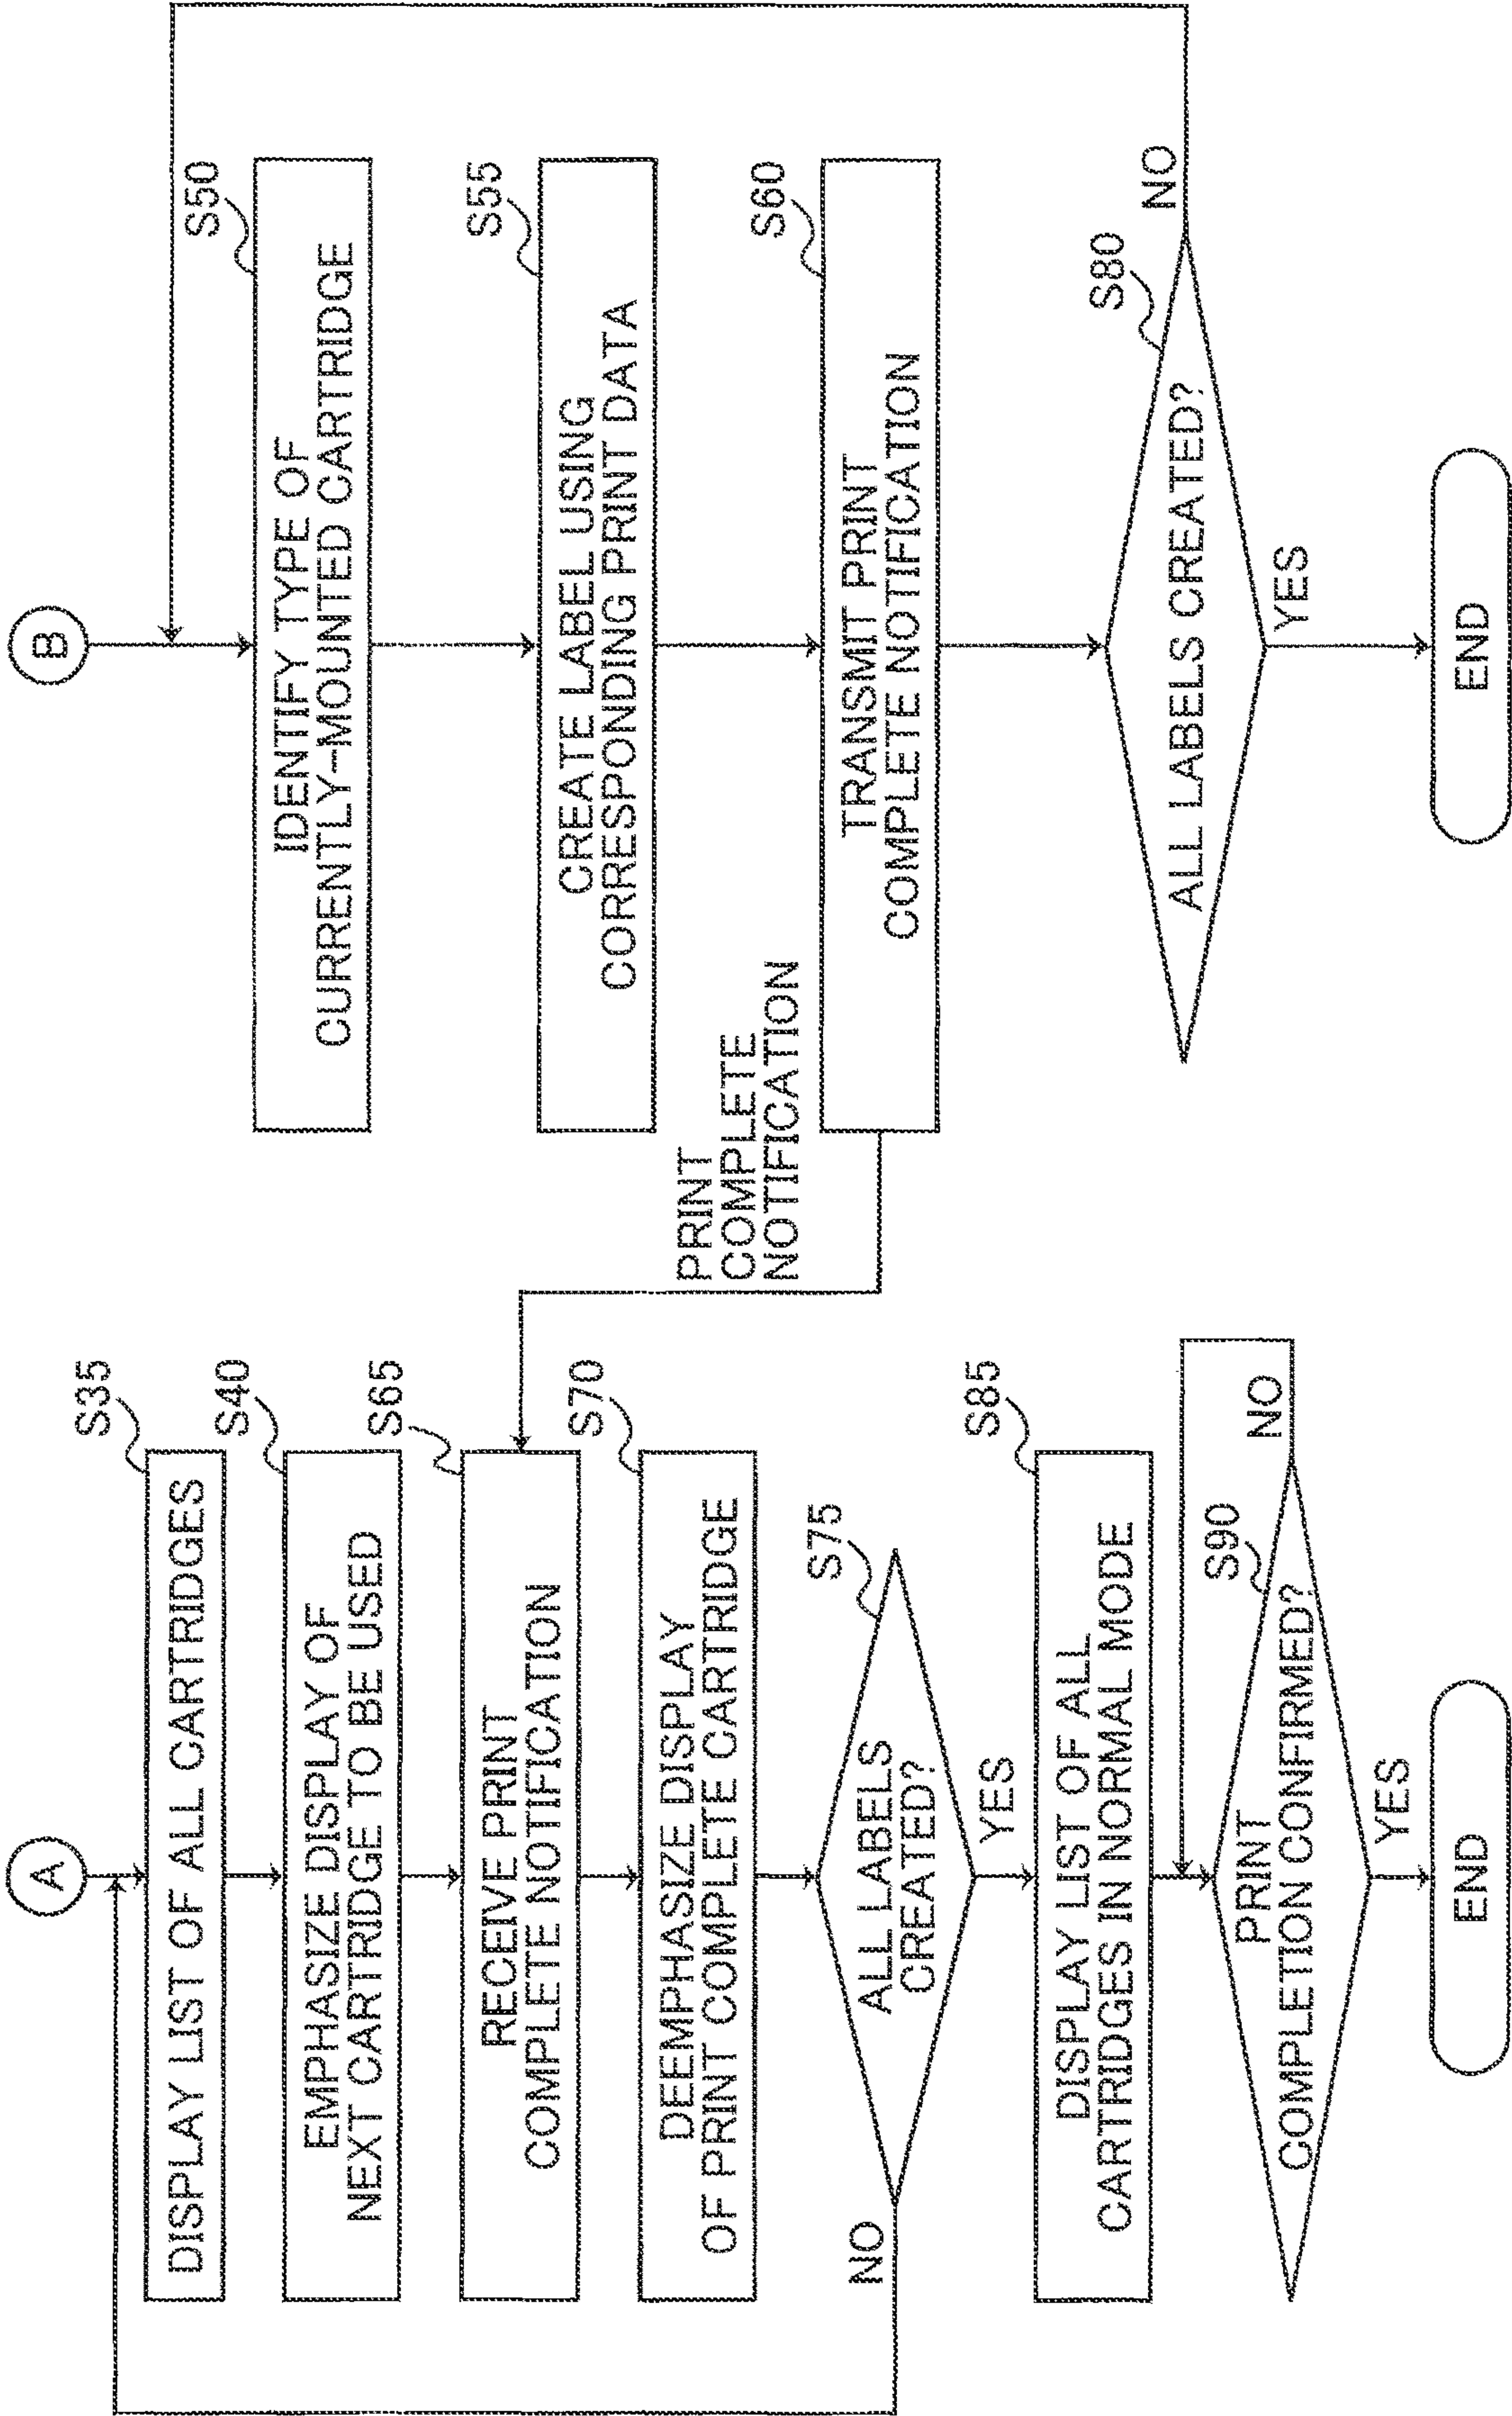 A
S35
DISPLAY LIST OF ALL CARTRIDGES
S40
EMPHASIZE DISPLAY OF
NEXT CARTRIDGE TO BE USED
S65
RECEIVE PRINT
COMPLETE NOTIFICATION
S70
DEEMPHASIZE DISPLAY
OF PRINT COMPLETE CARTRIDGE
S75
ALL LABELS
CREATED?
NO
YES
S85
DISPLAY LIST OF ALL
CARTRIDGES IN NORMAL MODE
S90
PRINT
COMPLETION CONFIRMED?
NO
YES
END
PRINT
COMPLETE
NOTIFICATION
B
S50
IDENTIFY TYPE OF
CURRENTLY-MOUNTED CARTRIDGE
S55
CREATE LABEL USING
CORRESPONDING PRINT DATA
S60
TRANSMIT PRINT
COMPLETE NOTIFICATION
S80
ALL LABELS CREATED?
NO
YES
END